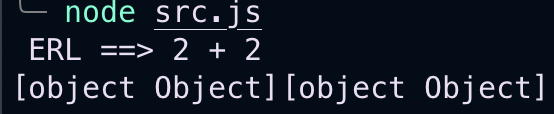 node src.js
ERL ==> 2 + 2
[object Object][object Object]